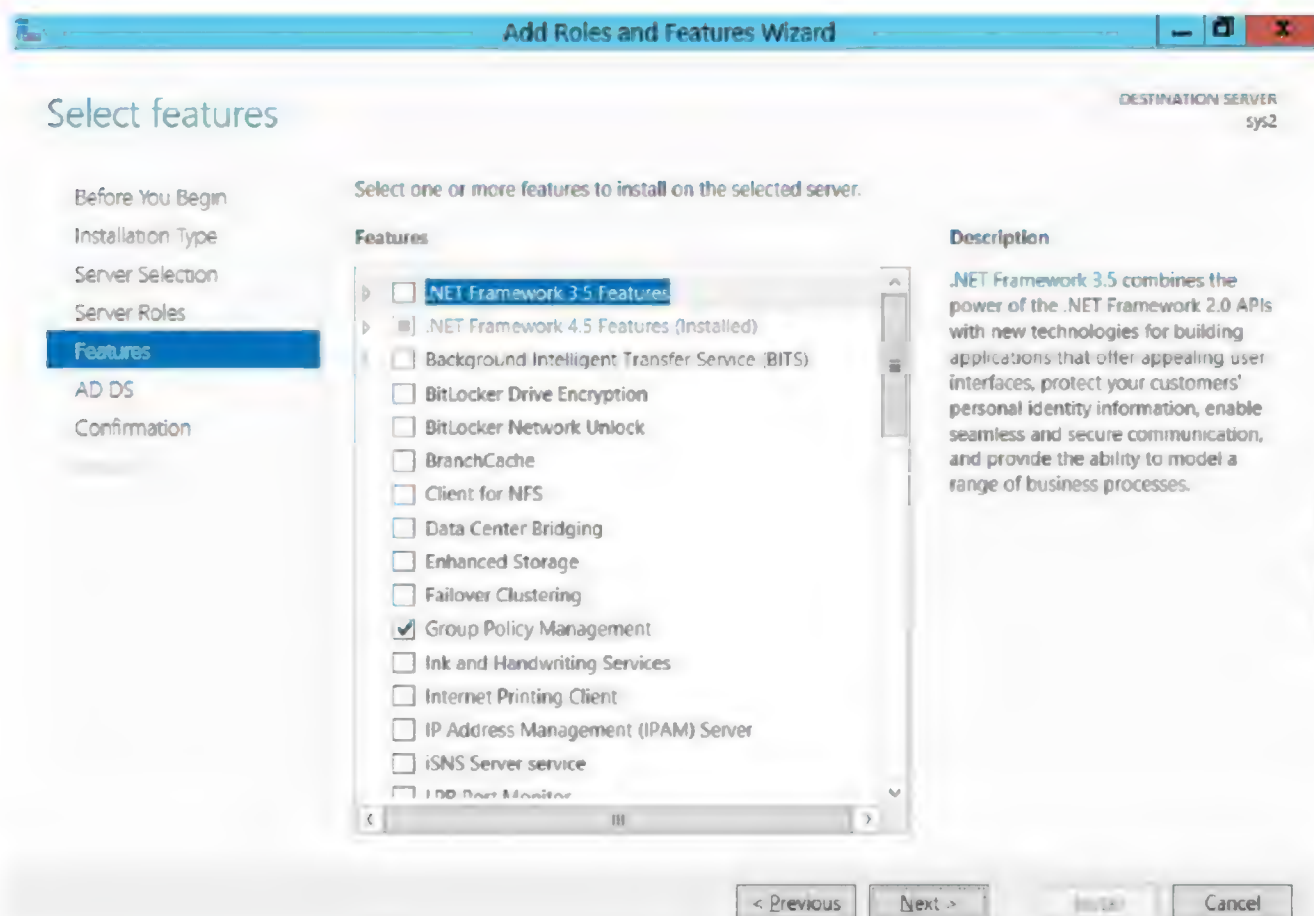 Add Roles and Features Wizard
Select features
DESTINATION SERVER
sys2
Before You Begin
Installation Type
Server Selection
Server Roles
Features
AD DS
Confirmation
Select one or more features to install on the selected server.
Features
.NET Framework 3.5 Features
.NET Framework 4.5 Features (Installed)
Background Intelligent Transfer Service (BITS)
BitLocker Drive Encryption
BitLocker Network Unlock
BranchCache
Client for NFS
Data Center Bridging
Enhanced Storage
Failover Clustering
Group Policy Management
Ink and Handwriting Services
Internet Printing Client
IP Address Management (IPAM) Server
iSNS Server service
LPR Port Monitor
Description
.NET Framework 3.5 combines the
power of the .NET Framework 2.0 APIs
with new technologies for building
applications that offer appealing user
interfaces, protect your customers'
personal identity information, enable
seamless and secure communication,
and provide the ability to model a
range of business processes.
< Previous
Next >
Install
Cancel